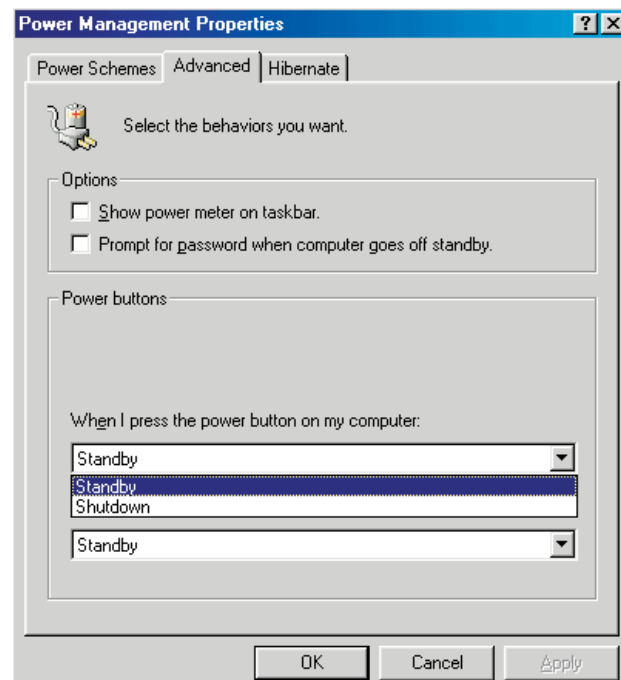 Power Management Properties
Power Schemes Advanced Hibernate
Select the behaviors you want.
Options
Show power meter on taskbar.
Prompt for password when computer goes off standby.
Power buttons
When I press the power button on my computer:
Standby
Standby
Shutdown
Standby
OK Cancel Apply